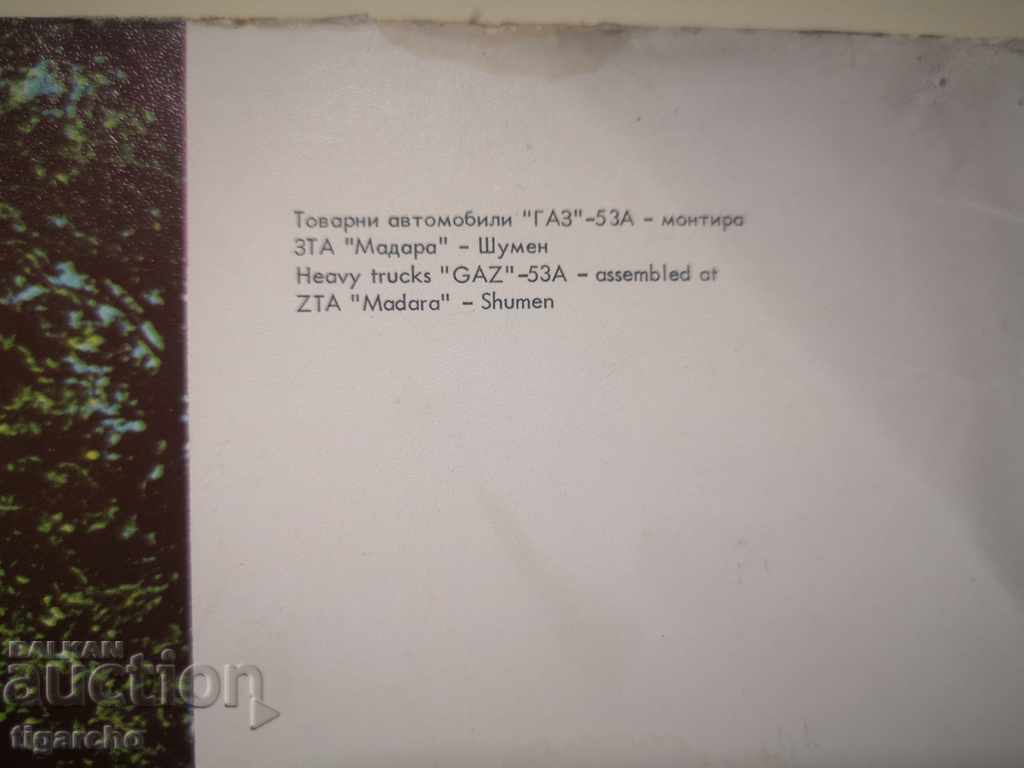 Товарни автомобили "ГАЗ"-53А – монтира
ЗТА "Мадара" – Шумен
Heavy trucks "GAZ"-53A – assembled at
ZTA "Madara" – Shumen
BALKAN
auction
tigarcho